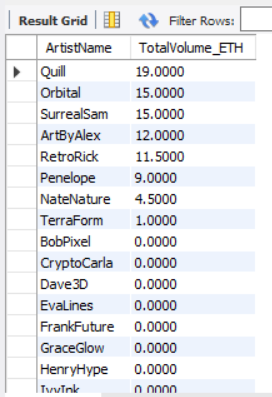 Result Grid Filter Rows:
ArtistName TotalVolume_ETH
Quill 19.0000
Orbital 15.0000
SurrealSam 15.0000
ArtByAlex 12.0000
RetroRick 11.5000
Penelope 9.0000
NateNature 4.5000
TerraForm 1.0000
BobPixel 0.0000
CryptoCarla 0.0000
Dave3D 0.0000
EvaLines 0.0000
FrankFuture 0.0000
GraceGlow 0.0000
HenryHype 0.0000
IvyInk 0.0000